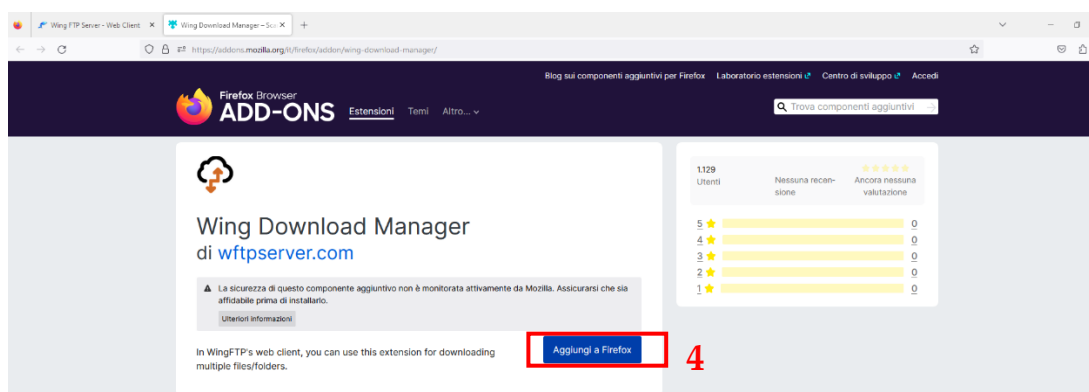 Wing FTP Server - Web Client
Wing Download Manager – Sca
https://addons.mozilla.org/it/firefox/addon/wing-download-manager/
Blog sui componenti aggiuntivi per Firefox Laboratorio estensioni Centro di sviluppo Accedi
Firefox Browser
ADD-ONS
Estensioni Temi Altro...
Trova componenti aggiuntivi
Wing Download Manager
di wftpserver.com
La sicurezza di questo componente aggiuntivo non è monitorata attivamente da Mozilla. Assicurarsi che sia
affidabile prima di installarlo.
Ulteriori informazioni
In WingFTP's web client, you can use this extension for downloading
multiple files/folders.
Aggiungi a Firefox
4
1.129
Utenti
Nessuna recen-
sione
Ancora nessuna
valutazione
5 0
4 0
3 0
2 0
1 0